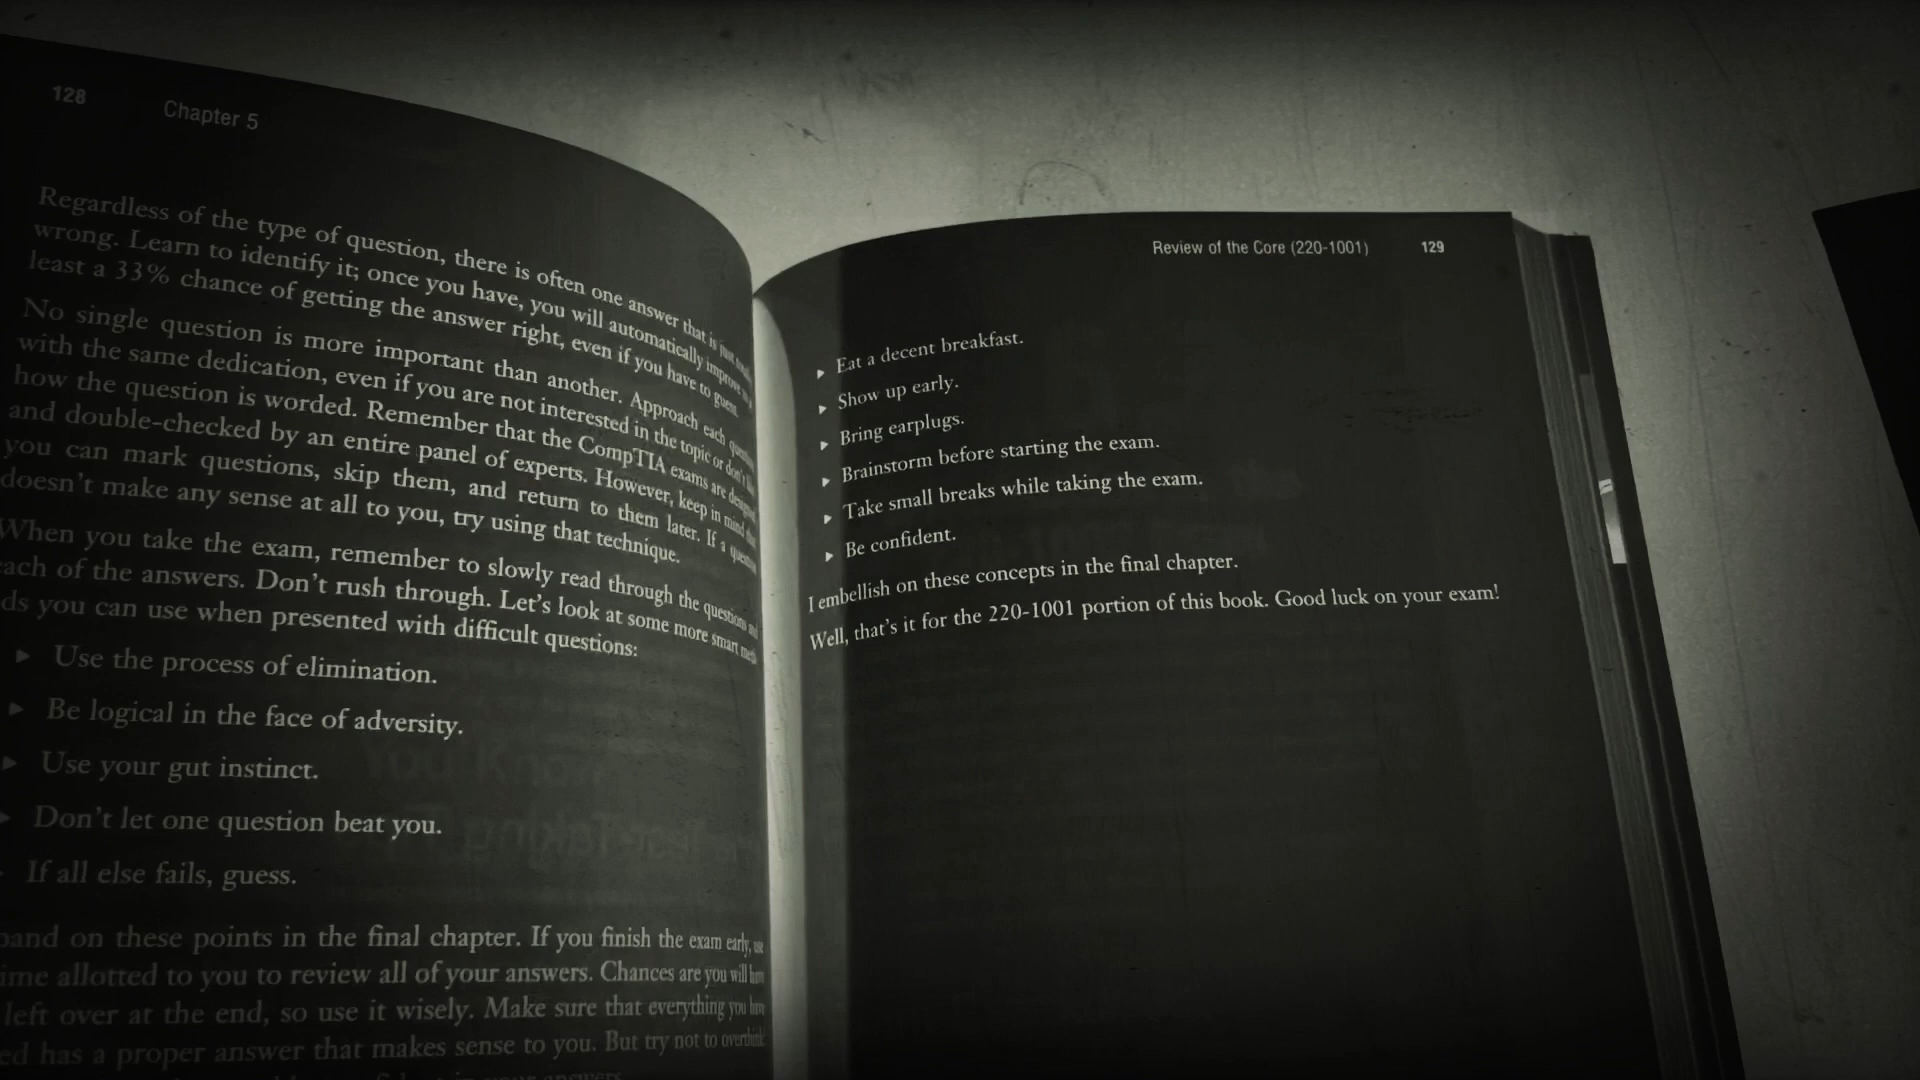 128 Chapter 5
Regardless of the type of question, there is often one answer that is just
wrong. Learn to identify it; once you have, you will automatically improve
least a 33% chance of getting the answer right, even if you have to guess.
No single question is more important than another. Approach each question
with the same dedication, even if you are not interested in the topic or don't
how the question is worded. Remember that the CompTIA exams are designed
and double-checked by an entire panel of experts. However, keep in mind that
you can mark questions, skip them, and return to them later. If a question
doesn't make any sense at all to you, try using that technique.
When you take the exam, remember to slowly read through the questions and
each of the answers. Don't rush through. Let's look at some more smart
ds you can use when presented with difficult questions:
▸ Use the process of elimination.
▸ Be logical in the face of adversity.
▸ Use your gut instinct.
▸ Don't let one question beat you.
▸ If all else fails, guess.
pand on these points in the final chapter. If you finish the exam early, use
ime allotted to you to review all of your answers. Chances are you will have
left over at the end, so use it wisely. Make sure that everything you have
ed has a proper answer that makes sense to you. But try not to overthink
Review of the Core (220-1001) 129
▸ Eat a decent breakfast.
▸ Show up early.
▸ Bring earplugs.
▸ Brainstorm before starting the exam.
▸ Take small breaks while taking the exam.
▸ Be confident.
I embellish on these concepts in the final chapter.
Well, that's it for the 220-1001 portion of this book. Good luck on your exam!